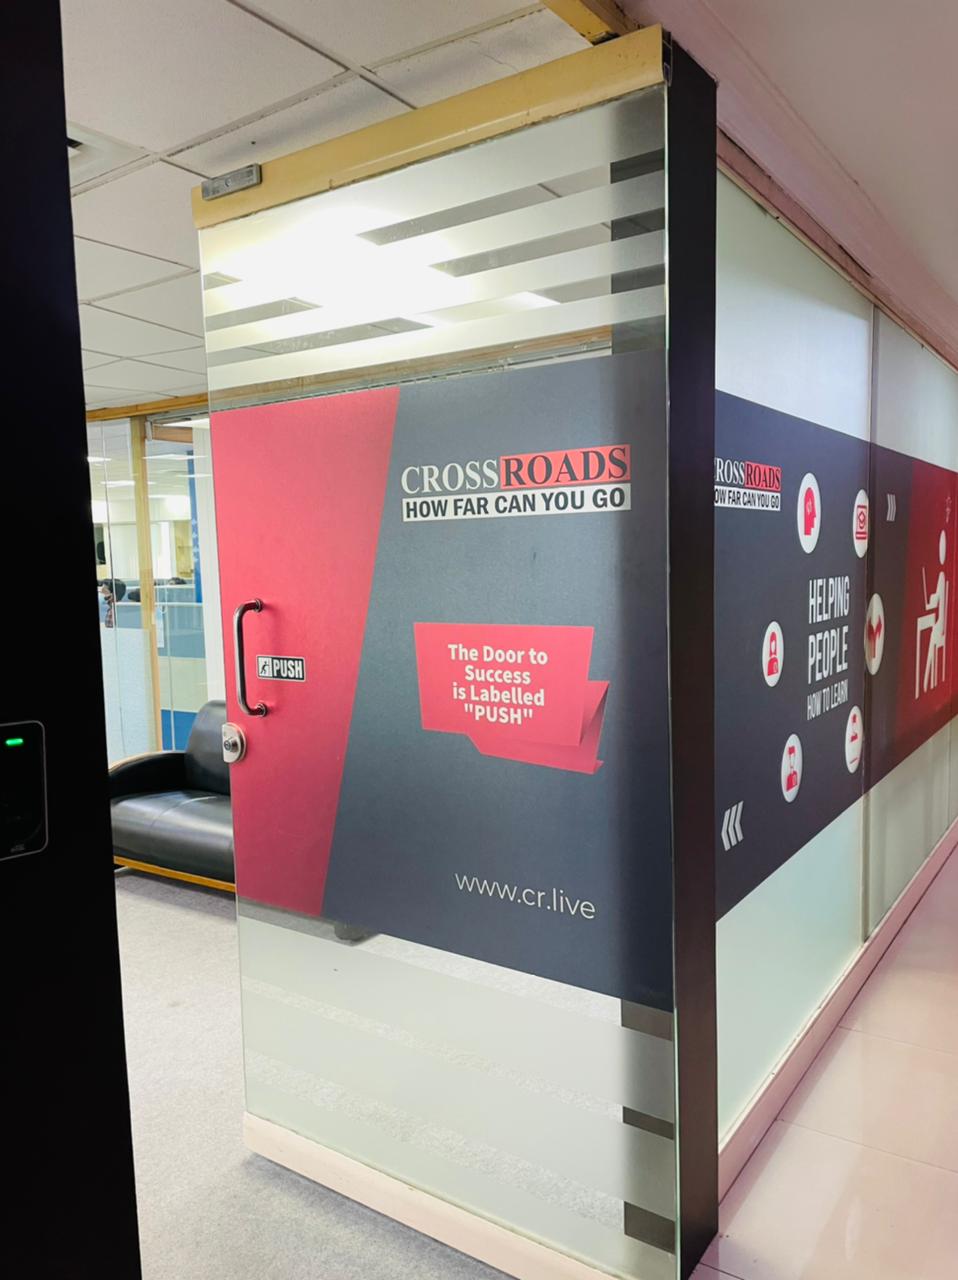 CROSSROADS
HOW FAR CAN YOU GO
PUSH
The Door to
Success
is Labelled
"PUSH"
www.cr.live
CROSSROADS
HOW FAR CAN YOU GO
HELPING
PEOPLE
HOW TO LEARN